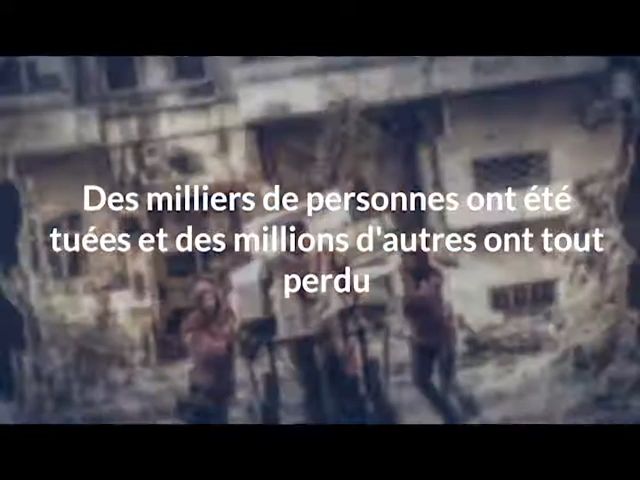 Des milliers de personnes ont été
tuées et des millions d'autres ont tout
perdu